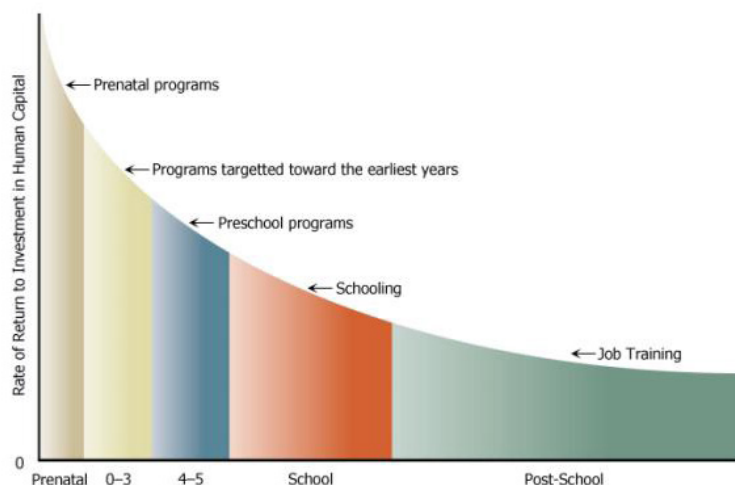 Rate of Return to Investment in Human Capital
Prenatal programs
Programs targetted toward the earliest years
Preschool programs
Schooling
Job Training
0
Prenatal 0–3 4–5 School Post-School